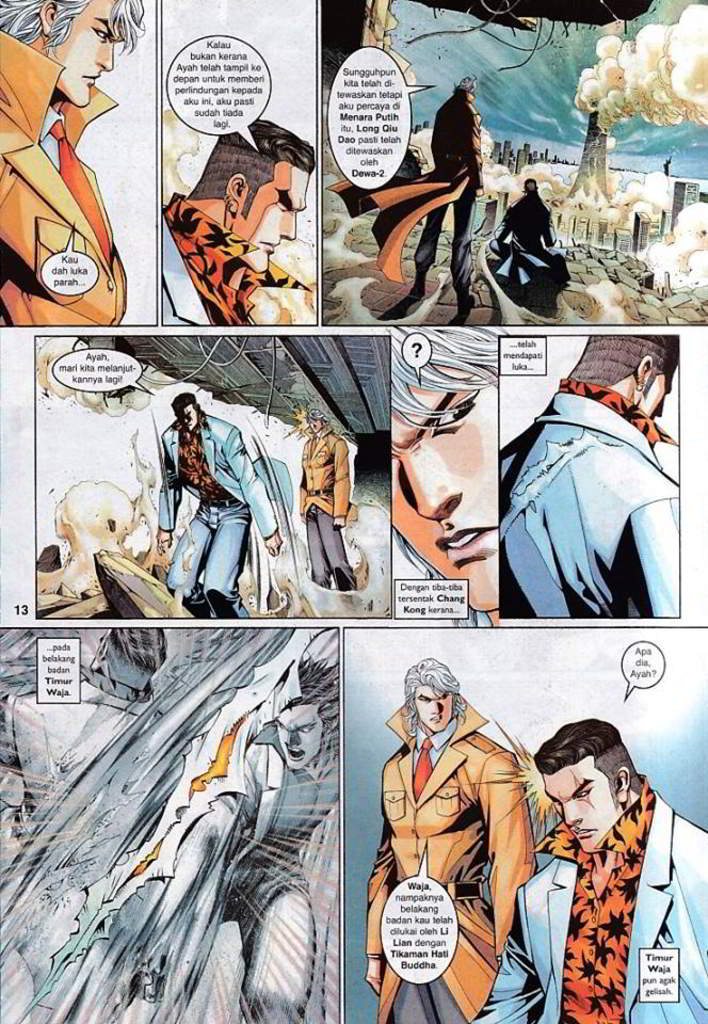 Kau
dah luka
parah...
Kalau
bukan kerana
Ayah telah tampil ke
depan untuk memberi
perlindungan kepada
aku ini, aku pasti
sudah tiada
lagi.
Sungguhpun
kita telah di-
tewaskan tetapi
aku percaya di
Menara Putih
itu, Long Qiu
Dao pasti telah
ditewaskan
oleh
Dewa-2.
Ayah,
mari kita melanjut-
kannya lagi!
?
Dengan tiba-tiba
tersentak Chang
Kong kerana...
...telah
mendapati
luka...
13
...pada
belakang
badan
Timur
Waja.
Waja,
nampaknya
belakang
badan kau telah
dilukai oleh Li
Lian dengan
Tikaman Hati
Buddha.
Apa
dia,
Ayah?
Timur
Waja
pun agak
gelisah.